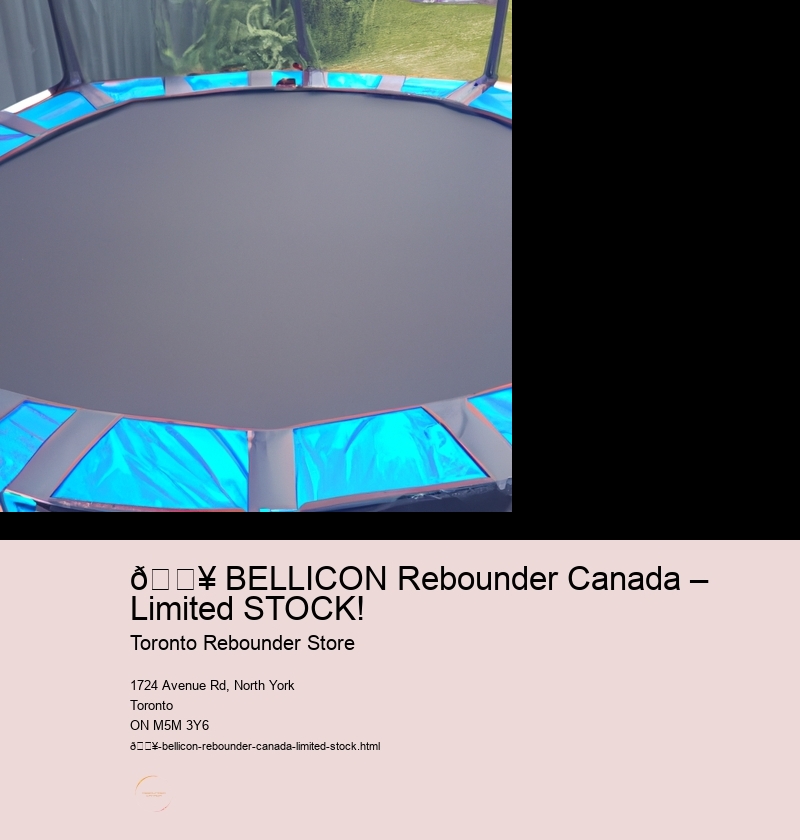 ð□□¥ BELLICON Rebounder Canada –
Limited STOCK!
Toronto Rebounder Store
1724 Avenue Rd, North York
Toronto
ON M5M 3Y6
ð□□¥-bellicon-rebounder-canada-limited-stock.html